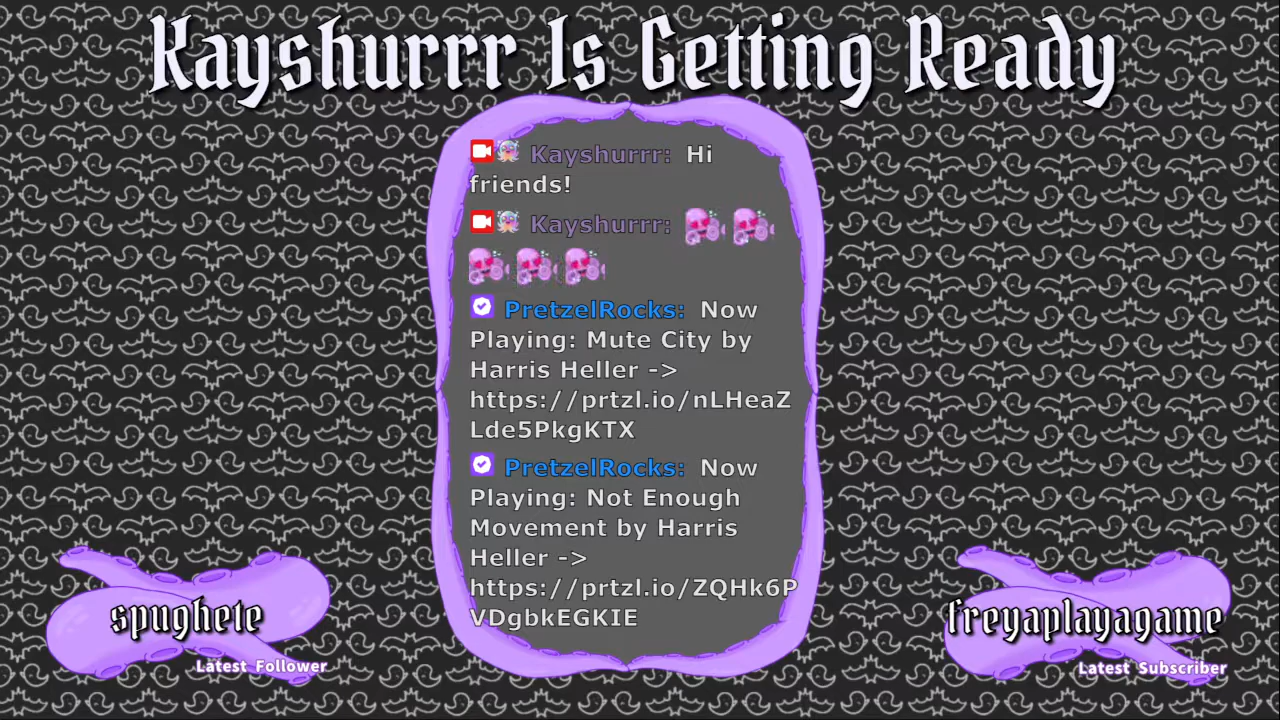 Kayshurrr Is Getting Ready
Kayshurrr: Hi
friends!
Kayshurrr:
PretzelRocks: Now
Playing: Mute City by
Harris Heller ->
https://prtzl.io/nLHeaZ
Lde5PkgKTX
PretzelRocks: Now
Playing: Not Enough
Movement by Harris
Heller ->
https://prtzl.io/ZQHk6P
VDgbkEGKIE
spughete
Latest Follower
freyaplayagame
Latest Subscriber